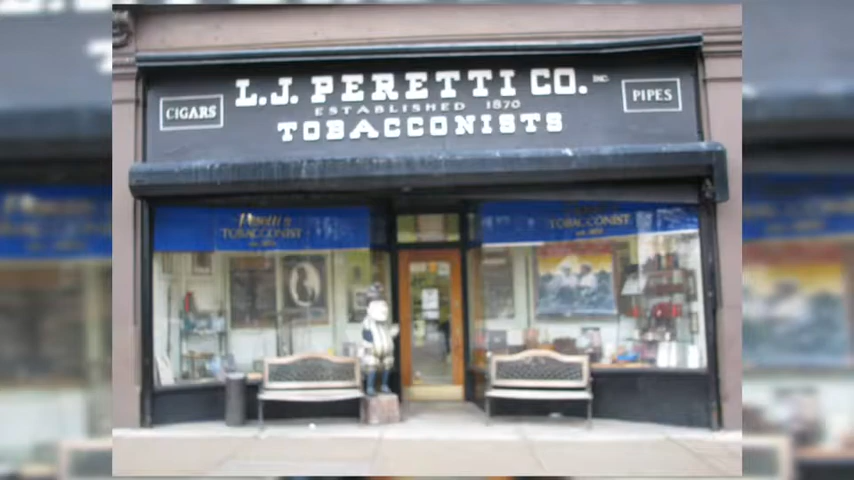 L.J. PERETTI CO. INC.
ESTABLISHED 1870
TOBACCONISTS
CIGARS
PIPES
Peretti's
TOBACCONIST
TOBACCONIST